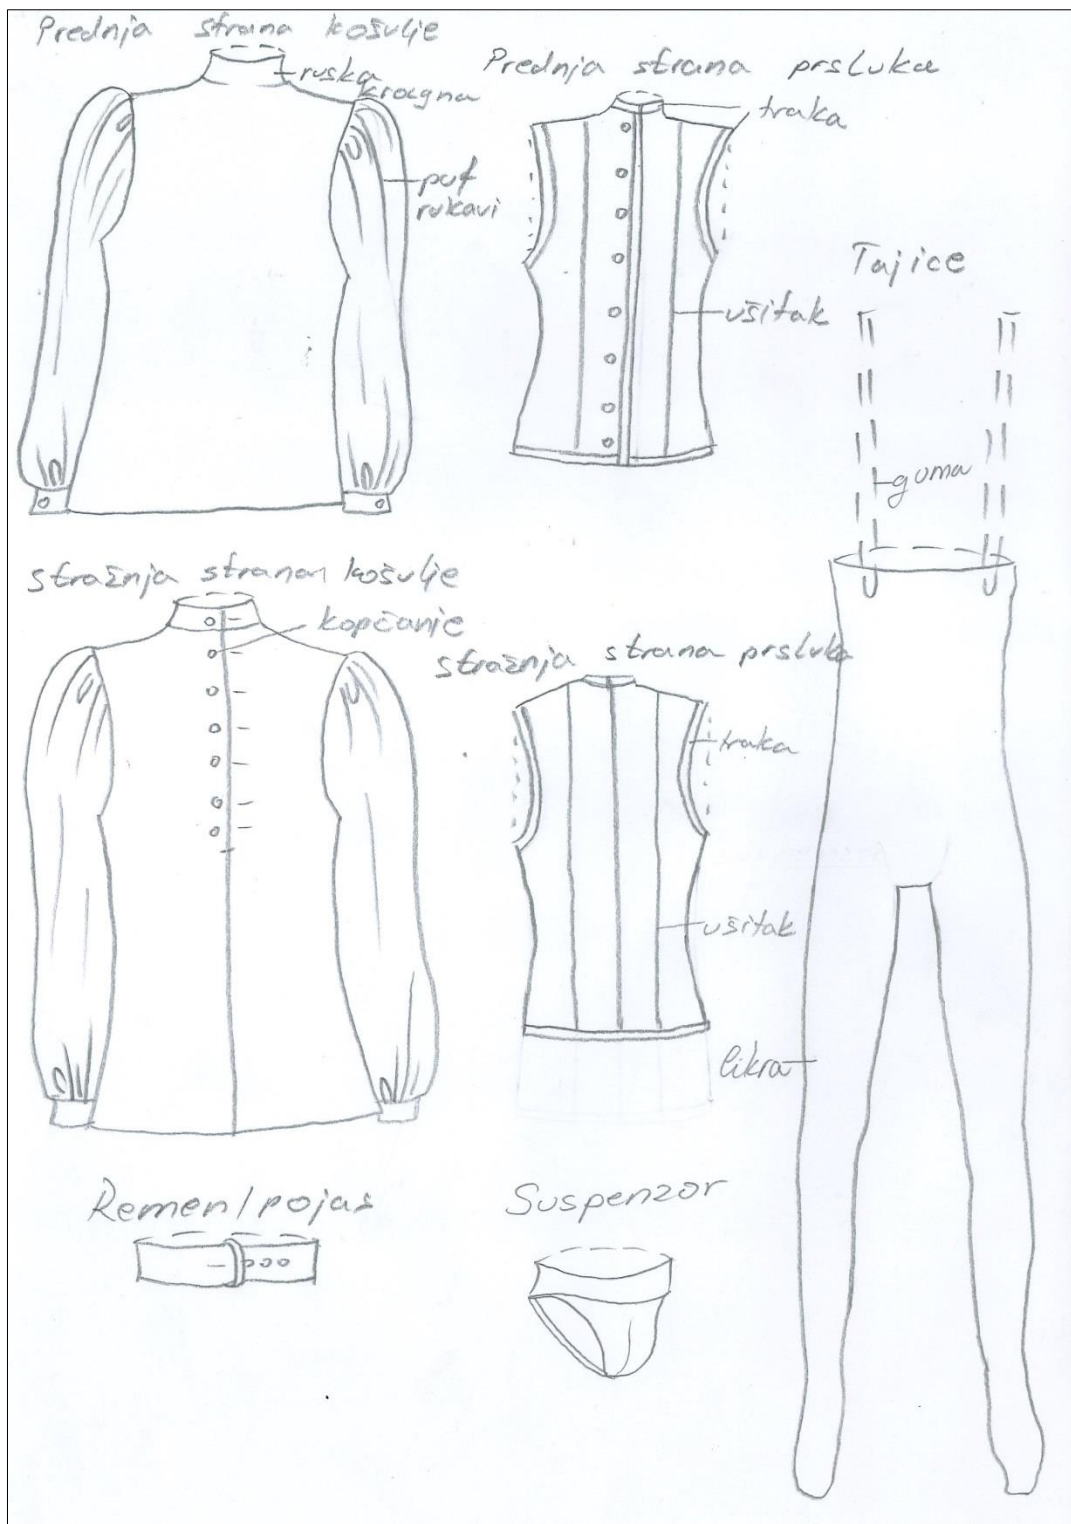 Prednja strana košulje
ruska
kragna
puf
rukavi
Prednja strana prsluka
traka
ušitak
Tajice
guma
stražnja strana košulje
kopčanje
stražnja strana prsluka
traka
ušitak
likra
Remen/pojas
Suspenzor